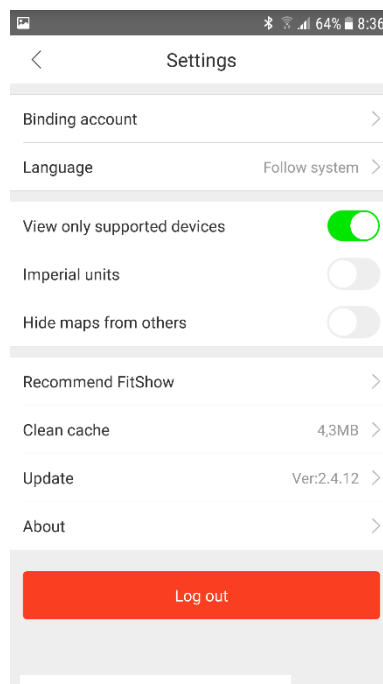 64% 8:36
Settings
Binding account
Language Follow system
View only supported devices
Imperial units
Hide maps from others
Recommend FitShow
Clean cache 4,3MB
Update Ver:2.4.12
About
Log out